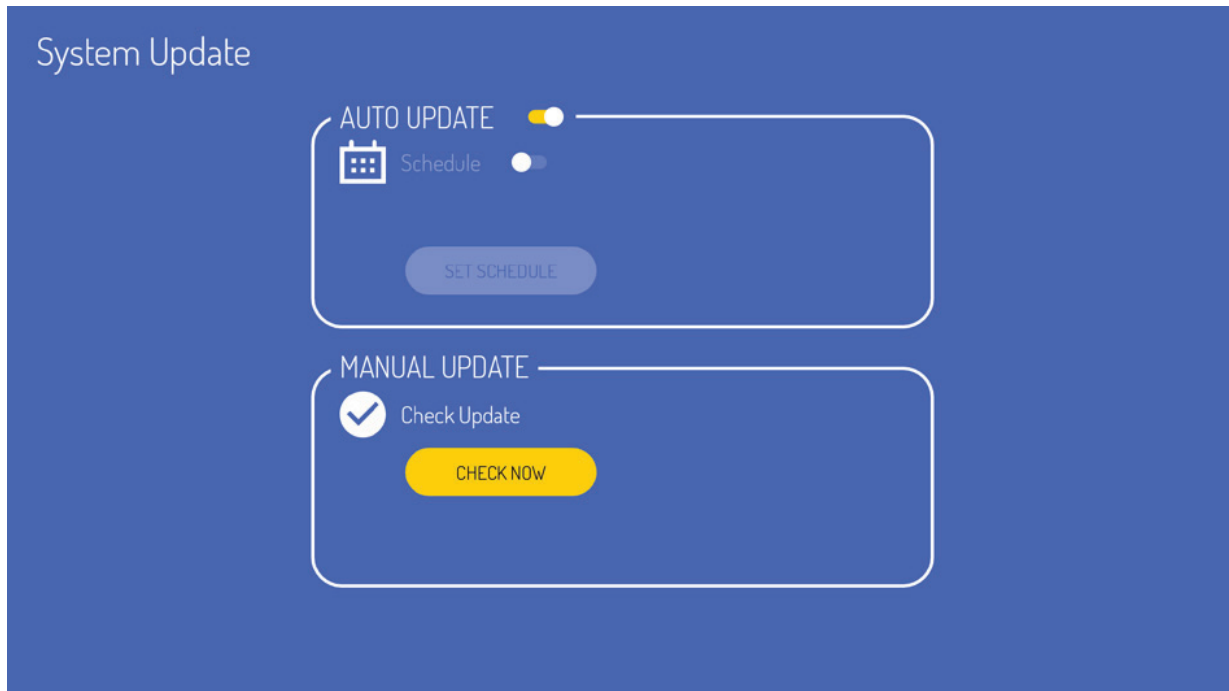 System Update
AUTO UPDATE
Schedule
SET SCHEDULE
MANUAL UPDATE
Check Update
CHECK NOW